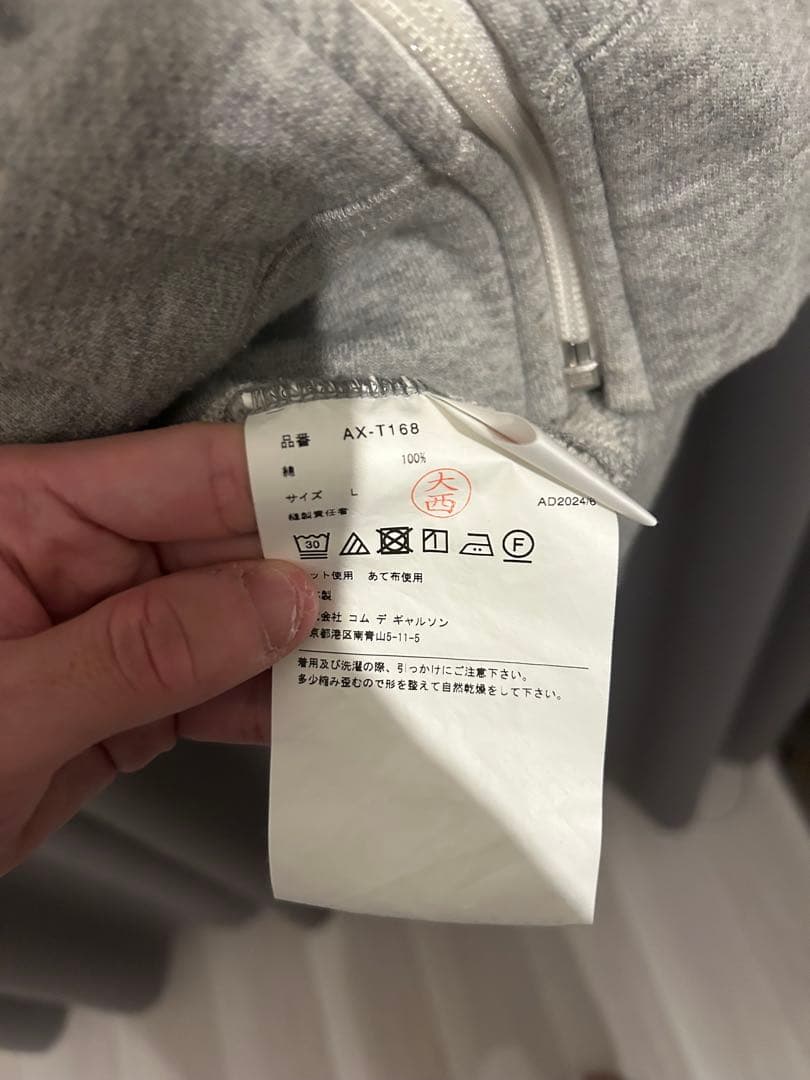 品番 AX-T168
綿 100%
サイズ L
大西
AD2024/6
縫製責任者
30 F
ット使用 あて布使用
製
会社 コム デ ギャルソン
京都港区南青山5-11-5
着用及び洗濯の際、引っかけにご注意下さい。
多少縮み歪むので形を整えて自然乾燥をして下さい。